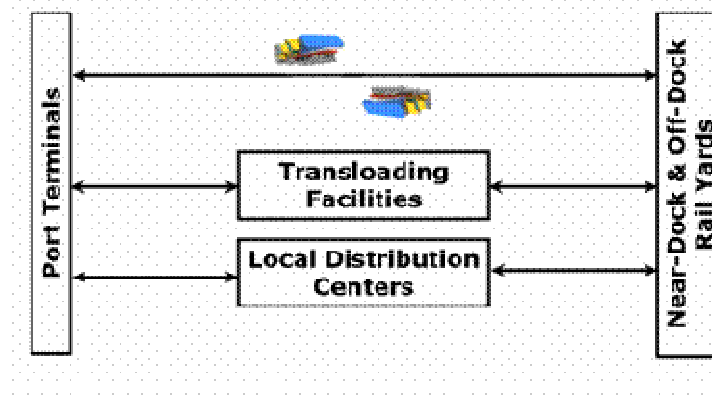 Port Terminals
Transloading
Facilities
Local Distribution
Centers
Near-Dock & Off-Dock
Rail Yards